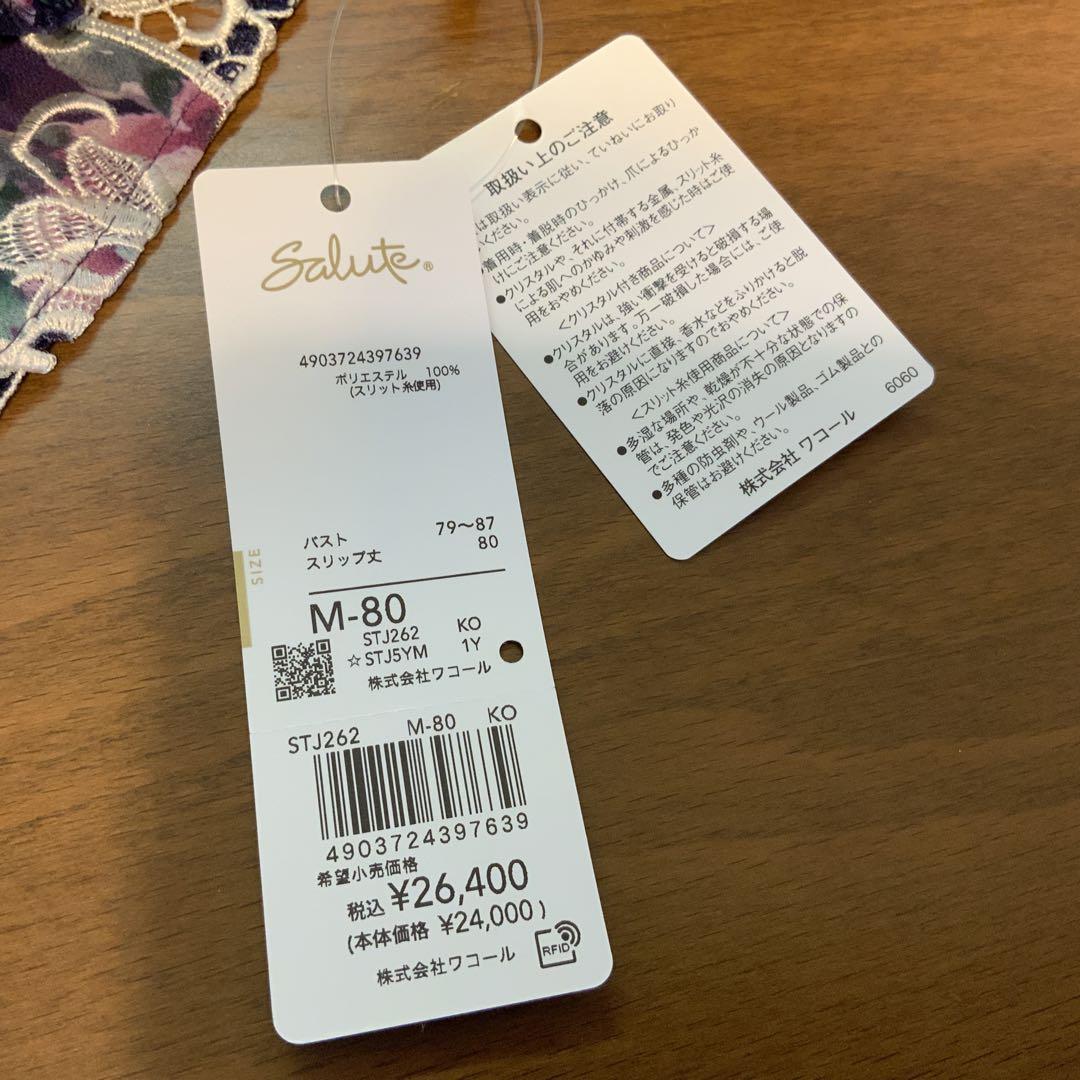 Salute®
4903724397639
ポリエステル 100%
(スリット糸使用)
SIZE
バスト 79〜87
スリップ丈 80
M-80
STJ262 KO
☆STJ5YM 1Y
株式会社ワコール
STJ262 M-80 KO
4903724397639
希望小売価格
税込 ¥26,400
(本体価格 ¥24,000)
株式会社ワコール
RFID
取扱い上のご注意
は取扱い表示に従い、ていねいにお取り
ください。
着用時・着脱時のひっかけ、爪によるひっか
けにご注意ください。
●クリスタルや、それに付帯する金属、スリット糸
による肌へのかゆみや刺激を感じた時はご使
用をおやめください。
<クリスタル付き商品について>
●クリスタルは、強い衝撃を受けると破損する場
合があります。万一破損した場合には、ご使
用をお避けください。
●クリスタルに直接、香水などをふりかけると脱
落の原因になりますのでおやめください。
<スリット糸使用商品について>
●多湿な場所や、乾燥が不十分な状態での保
管は、発色や光沢の消失の原因となりますの
でご注意ください。
●多種の防虫剤や、ウール製品、ゴム製品との
保管はお避けください。
株式会社 ワコール
6060